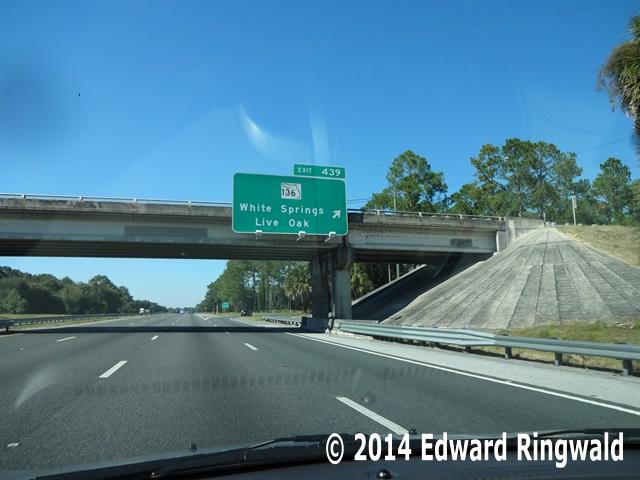 EXIT 439
136
White Springs
Live Oak
© 2014 Edward Ringwald